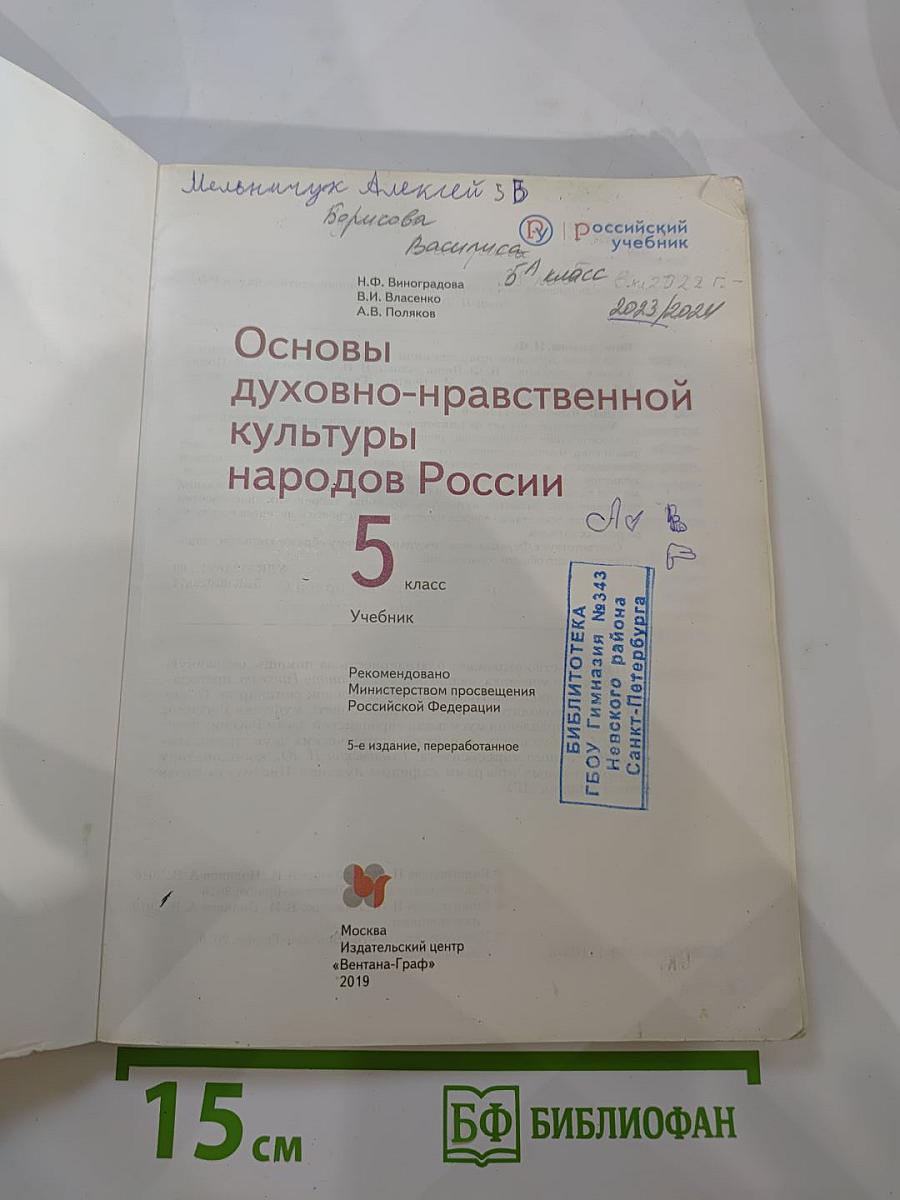 Мельничук Алексей 5 В
Борисова
Василиса
5А класс
2022 г. –
2023/2024
РУ Российский
учебник
Н.Ф. Виноградова
В.И. Власенко
А.В. Поляков
Основы
духовно-нравственной
культуры
народов России
5
класс
Учебник
Рекомендовано
Министерством просвещения
Российской Федерации
5-е издание, переработанное
БИБЛИОТЕКА
ГБОУ Гимназия №343
Невского района
Санкт-Петербурга
Москва
Издательский центр
«Вентана-Граф»
2019
15 см
БФ БИБЛИОФАН